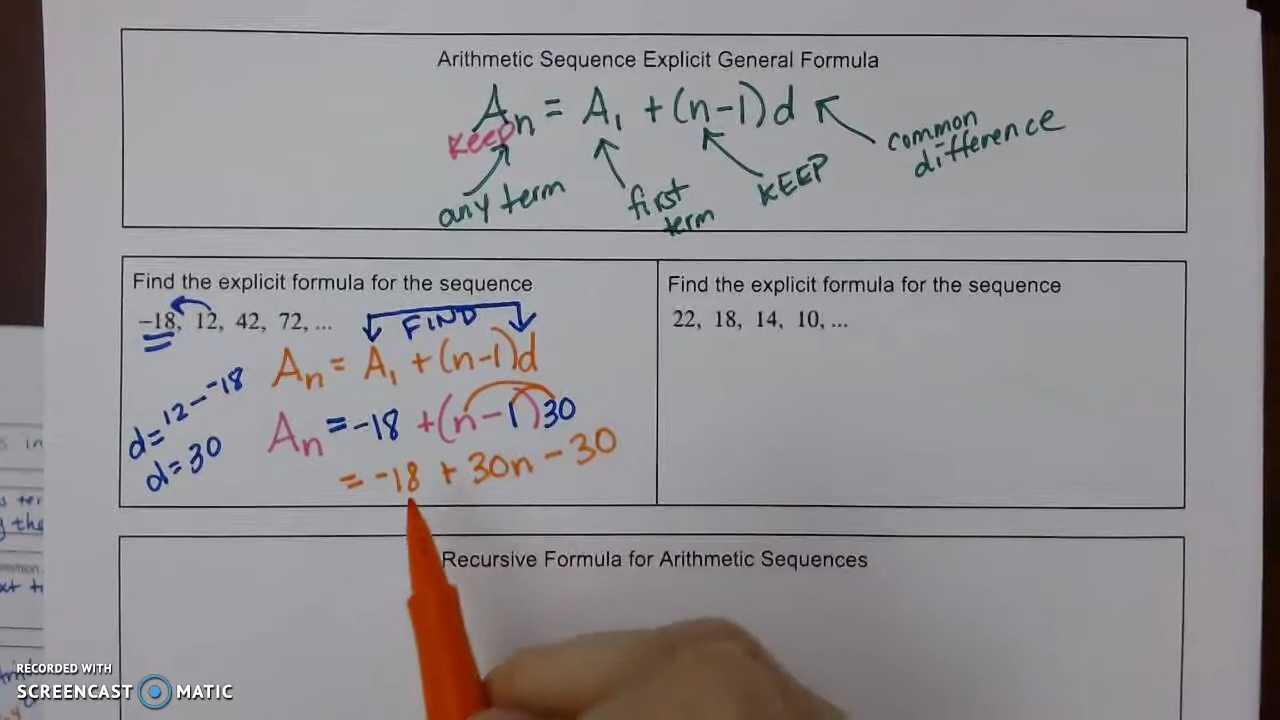 Arithmetic Sequence Explicit General Formula
An = A1 + (n-1)d
Keep
any term
first term
KEEP
common difference
Find the explicit formula for the sequence
-18, 12, 42, 72, ...
FIND
An = A1 + (n-1)d
d = 12 - -18
d = 30
An = -18 + (n-1)30
= -18 + 30n - 30
Find the explicit formula for the sequence
22, 18, 14, 10, ...
Recursive Formula for Arithmetic Sequences
RECORDED WITH
SCREENCAST MATIC